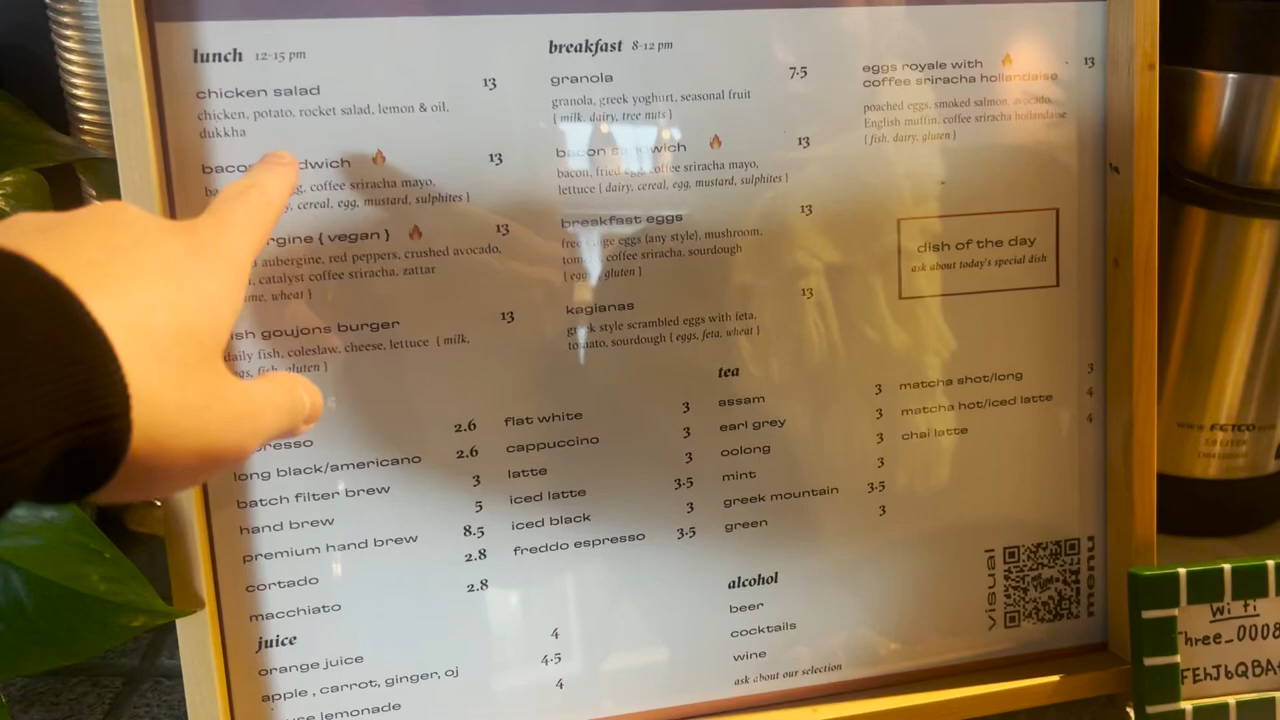 lunch 12-15 pm
chicken salad 13
chicken, potato, rocket salad, lemon & oil,
dukkha
13
coffee sriracha mayo,
cereal, egg, mustard, sulphites }
{ vegan } 13
aubergine, red peppers, crushed avocado,
catalyst coffee sriracha, zattar
wheat }
goujons burger 13
daily fish, coleslaw, cheese, lettuce { milk,
gluten }
breakfast 8-12 pm
granola 7.5
granola, greek yoghurt, seasonal fruit
{ milk, dairy, tree nuts }
bacon sandwich 13
bacon, fried egg, coffee sriracha mayo,
lettuce { dairy, cereal, egg, mustard, sulphites }
breakfast eggs 13
eggs (any style), mushroom,
coffee sriracha, sourdough
gluten }
kagianas 13
greek style scrambled eggs with feta,
tomato, sourdough { eggs, feta, wheat }
eggs royale with 13
coffee sriracha hollandaise
poached eggs, smoked salmon, avocado,
English muffin, coffee sriracha hollandaise
{ fish, dairy, gluten }
dish of the day
ask about today's special dish
2.6
long black/americano 2.6
batch filter brew 3
hand brew 5
premium hand brew 8.5
cortado 2.8
macchiato 2.8
flat white 3
cappuccino 3
latte 3
iced latte 3.5
iced black 3
freddo espresso 3.5
tea
assam 3
earl grey 3
oolong 3
mint 3
greek mountain 3.5
green 3
matcha shot/long 3
matcha hot/iced latte 4
chai latte 4
juice
orange juice 4
apple , carrot, ginger, oj 4.5
lemonade 4
alcohol
beer
cocktails
wine
ask about our selection
visual
menu
www FETCO
Wifi
Three_0008
FEhJbQBA